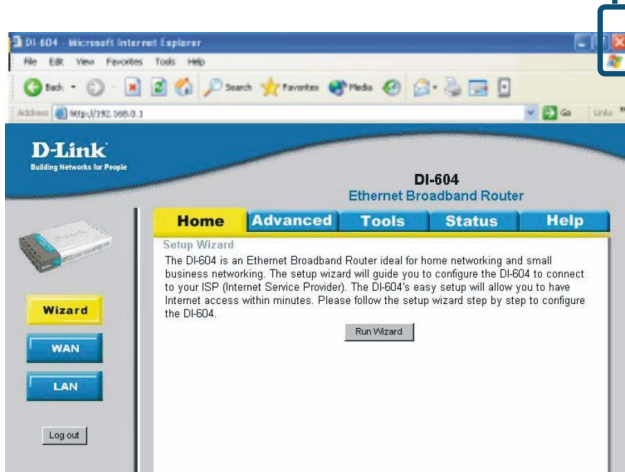 DI-604 - Microsoft Internet Explorer
File Edit View Favorites Tools Help
Back Search Favorites Media
Address http://192.168.0.1 Go Links
D-Link
Building Networks for People
DI-604
Ethernet Broadband Router
Home Advanced Tools Status Help
Setup Wizard
The DI-604 is an Ethernet Broadband Router ideal for home networking and small
business networking. The setup wizard will guide you to configure the DI-604 to connect
to your ISP (Internet Service Provider). The DI-604's easy setup will allow you to have
Internet access within minutes. Please follow the setup wizard step by step to configure
the DI-604.
Run Wizard
Wizard
WAN
LAN
Log out